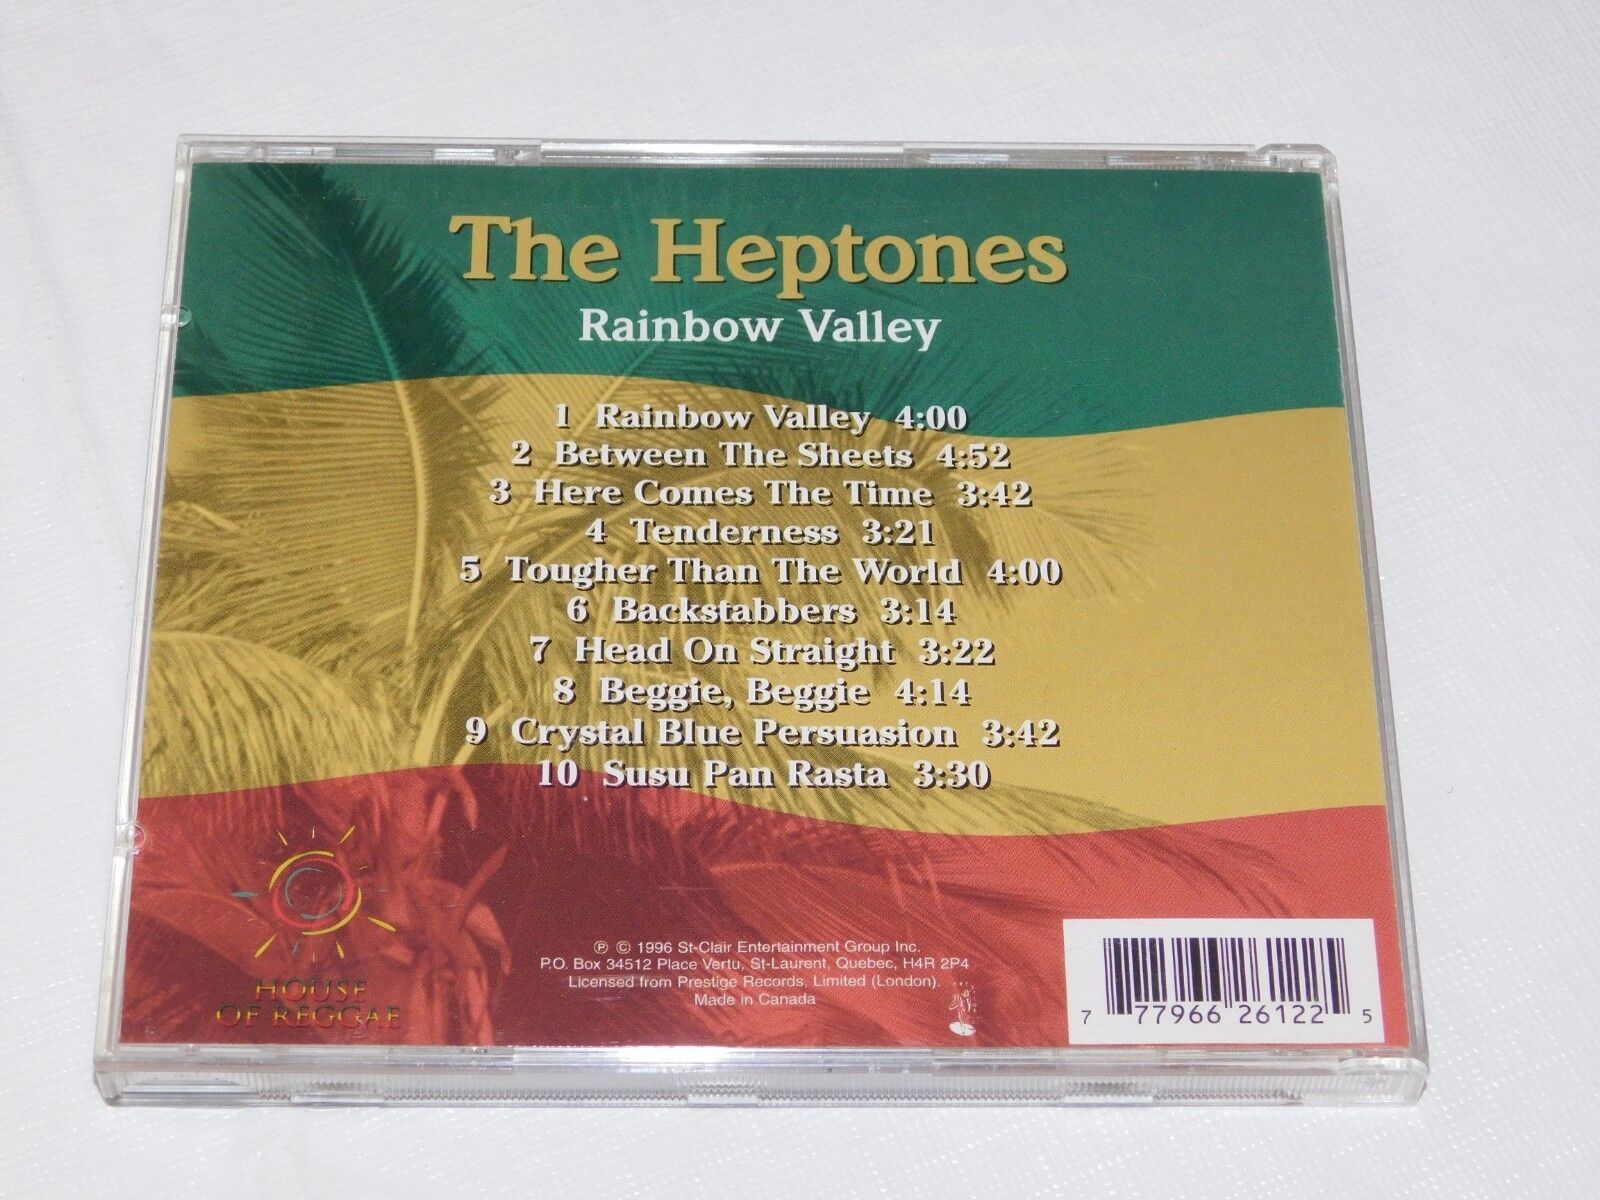 The Heptones
Rainbow Valley
1 Rainbow Valley 4:00
2 Between The Sheets 4:52
3 Here Comes The Time 3:42
4 Tenderness 3:21
5 Tougher Than The World 4:00
6 Backstabbers 3:14
7 Head On Straight 3:22
8 Beggie, Beggie 4:14
9 Crystal Blue Persuasion 3:42
10 Susu Pan Rasta 3:30
HOUSE
OF REGGAE
℗ © 1996 St-Clair Entertainment Group Inc.
P.O. Box 34512 Place Vertu, St-Laurent, Quebec, H4R 2P4
Licensed from Prestige Records, Limited (London).
Made in Canada
7 77966 26122 5